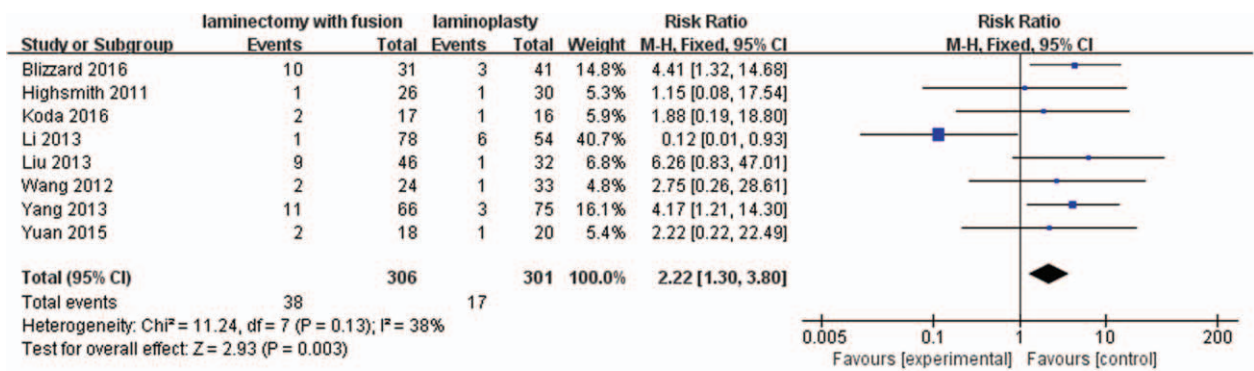 laminectomy with fusion laminoplasty Risk Ratio Risk Ratio
Study or Subgroup Events Total Events Total Weight M-H, Fixed, 95% CI M-H, Fixed, 95% CI
Blizzard 2016 10 31 3 41 14.8% 4.41 [1.32, 14.68]
Highsmith 2011 1 26 1 30 5.3% 1.15 [0.08, 17.54]
Koda 2016 2 17 1 16 5.9% 1.88 [0.19, 18.80]
Li 2013 1 78 6 54 40.7% 0.12 [0.01, 0.93]
Liu 2013 9 46 1 32 6.8% 6.26 [0.83, 47.01]
Wang 2012 2 24 1 33 4.8% 2.75 [0.26, 28.61]
Yang 2013 11 66 3 75 16.1% 4.17 [1.21, 14.30]
Yuan 2015 2 18 1 20 5.4% 2.22 [0.22, 22.49]
Total (95% CI) 306 301 100.0% 2.22 [1.30, 3.80]
Total events 38 17
Heterogeneity: Chi² = 11.24, df = 7 (P = 0.13); I² = 38%
Test for overall effect: Z = 2.93 (P = 0.003)
0.005 0.1 1 10 200
Favours [experimental] Favours [control]